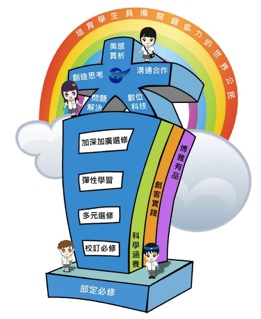 培育學生具備跨創能力的世界公民
美感
賞析
創造思考
溝通合作
問題
解決
數位
科技
加深加廣選修
彈性學習
多元選修
校訂必修
科學涵養
創客實踐
博雅有品
部定必修